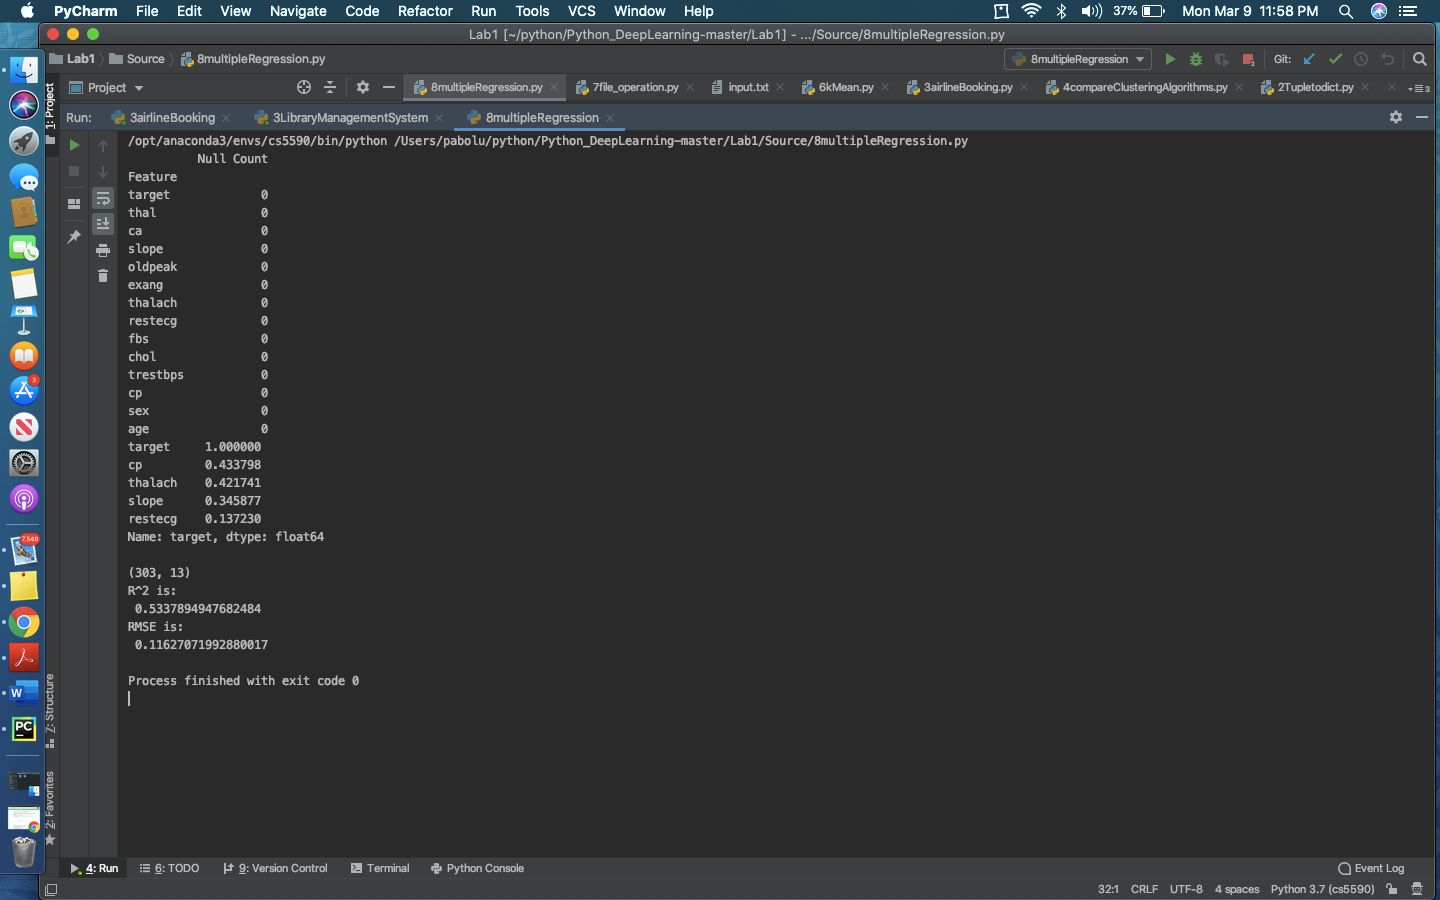 PyCharm File Edit View Navigate Code Refactor Run Tools VCS Window Help 37% Mon Mar 9 11:58 PM
Lab1 [~/python/Python_DeepLearning-master/Lab1] - .../Source/8multipleRegression.py
Lab1 Source 8multipleRegression.py 8multipleRegression Git:
Project 8multipleRegression.py 7file_operation.py input.txt 6kMean.py 3airlineBooking.py 4compareClusteringAlgorithms.py 2Tupletodict.py 3
1: Project
Run: 3airlineBooking 3LibraryManagementSystem 8multipleRegression
/opt/anaconda3/envs/cs5590/bin/python /Users/pabolu/python/Python_DeepLearning-master/Lab1/Source/8multipleRegression.py
Null Count
Feature
target 0
thal 0
ca 0
slope 0
oldpeak 0
exang 0
thalach 0
restecg 0
fbs 0
chol 0
trestbps 0
cp 0
sex 0
age 0
target 1.000000
cp 0.433798
thalach 0.421741
slope 0.345877
restecg 0.137230
Name: target, dtype: float64
(303, 13)
R^2 is:
0.5337894947682484
RMSE is:
0.11627071992880017
Process finished with exit code 0
3
7,548
W
PC
Z: Structure
2: Favorites
4: Run 6: TODO 9: Version Control Terminal Python Console Event Log
32:1 CRLF UTF-8 4 spaces Python 3.7 (cs5590)